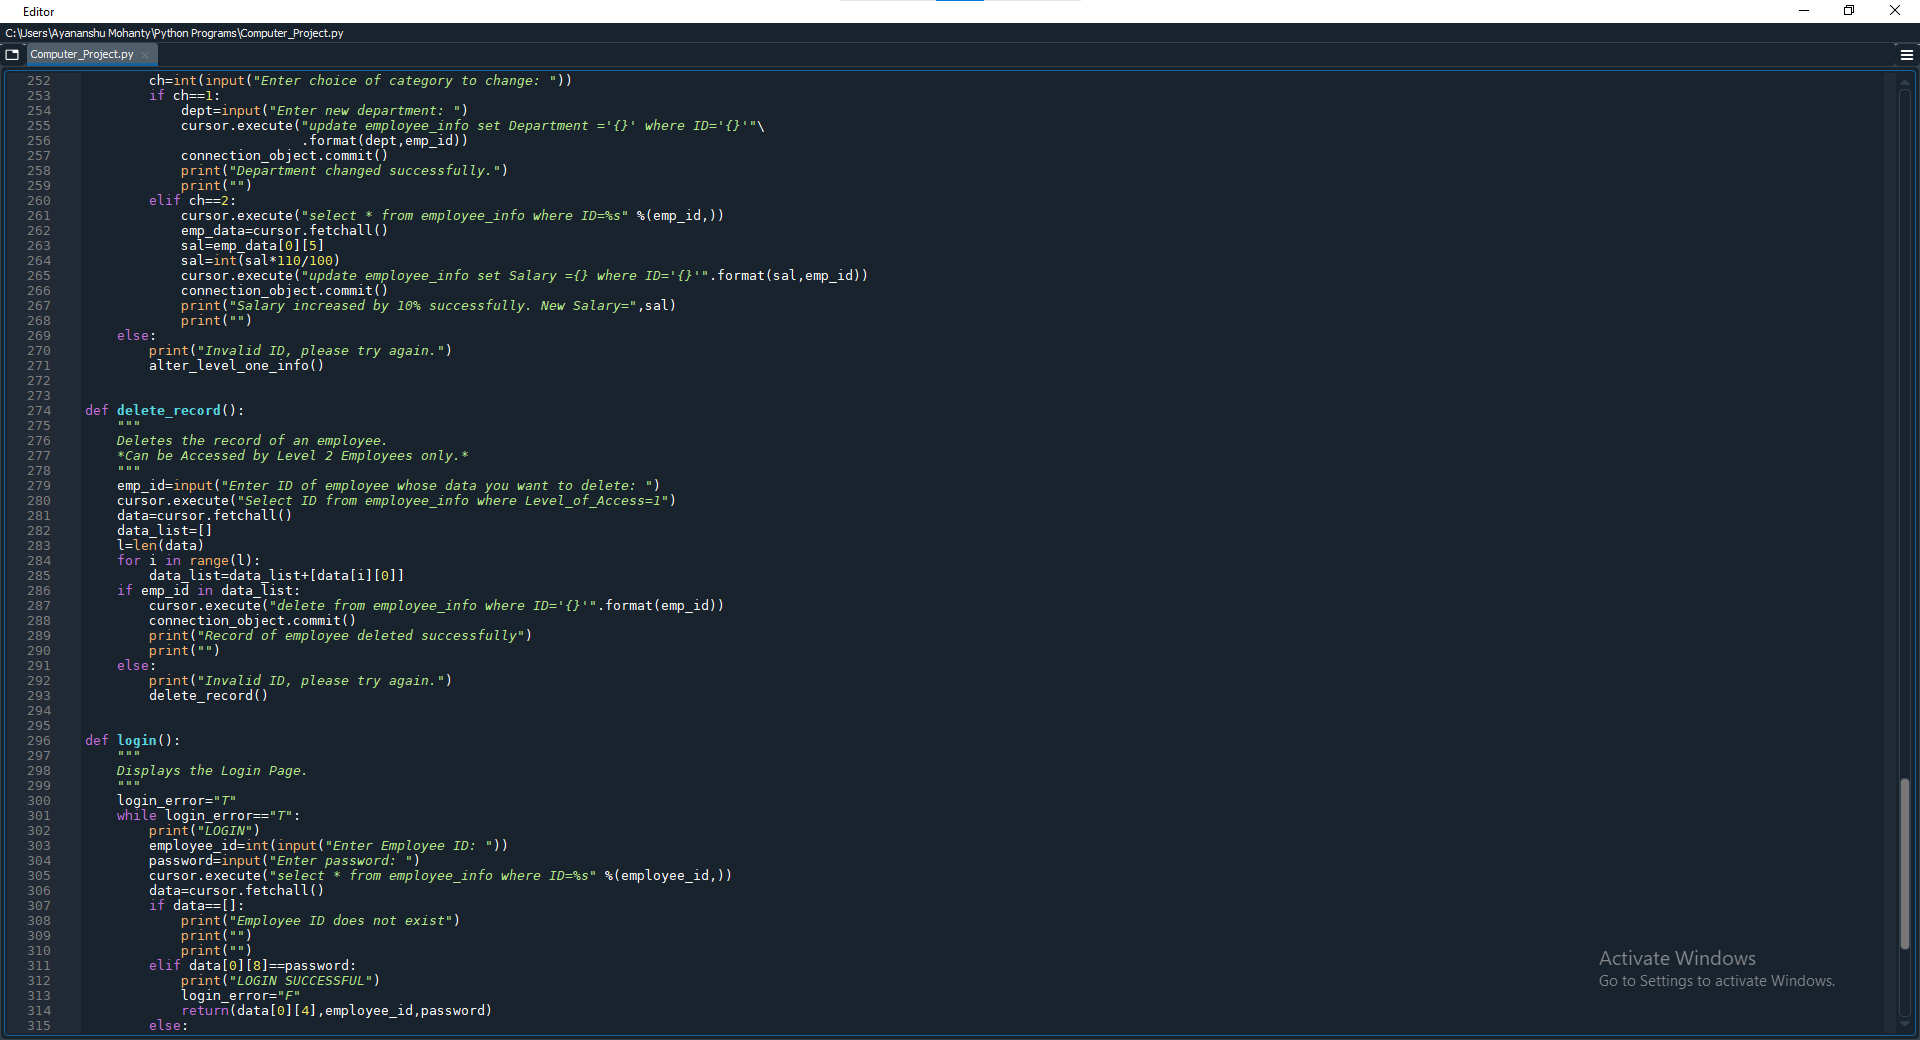 Editor
C:\Users\Ayananshu Mohanty\Python Programs\Computer_Project.py
Computer_Project.py
252         ch=int(input("Enter choice of category to change: "))
253         if ch==1:
254             dept=input("Enter new department: ")
255             cursor.execute("update employee_info set Department ='{}' where ID='{}'"\
256                            .format(dept,emp_id))
257             connection_object.commit()
258             print("Department changed successfully.")
259             print("")
260         elif ch==2:
261             cursor.execute("select * from employee_info where ID=%s" %(emp_id,))
262             emp_data=cursor.fetchall()
263             sal=emp_data[0][5]
264             sal=int(sal*110/100)
265             cursor.execute("update employee_info set Salary ={} where ID='{}'".format(sal,emp_id))
266             connection_object.commit()
267             print("Salary increased by 10% successfully. New Salary=",sal)
268             print("")
269     else:
270         print("Invalid ID, please try again.")
271         alter_level_one_info()
272
273
274 def delete_record():
275     """
276     Deletes the record of an employee.
277     *Can be Accessed by Level 2 Employees only.*
278     """
279     emp_id=input("Enter ID of employee whose data you want to delete: ")
280     cursor.execute("Select ID from employee_info where Level_of_Access=1")
281     data=cursor.fetchall()
282     data_list=[]
283     l=len(data)
284     for i in range(l):
285         data_list=data_list+[data[i][0]]
286     if emp_id in data_list:
287         cursor.execute("delete from employee_info where ID='{}'".format(emp_id))
288         connection_object.commit()
289         print("Record of employee deleted successfully")
290         print("")
291     else:
292         print("Invalid ID, please try again.")
293         delete_record()
294
295
296 def login():
297     """
298     Displays the Login Page.
299     """
300     login_error="T"
301     while login_error=="T":
302         print("LOGIN")
303         employee_id=int(input("Enter Employee ID: "))
304         password=input("Enter password: ")
305         cursor.execute("select * from employee_info where ID=%s" %(employee_id,))
306         data=cursor.fetchall()
307         if data==[]:
308             print("Employee ID does not exist")
309             print("")
310             print("")
311         elif data[0][8]==password:
312             print("LOGIN SUCCESSFUL")
313             login_error="F"
314             return(data[0][4],employee_id,password)
315         else:
Activate Windows
Go to Settings to activate Windows.